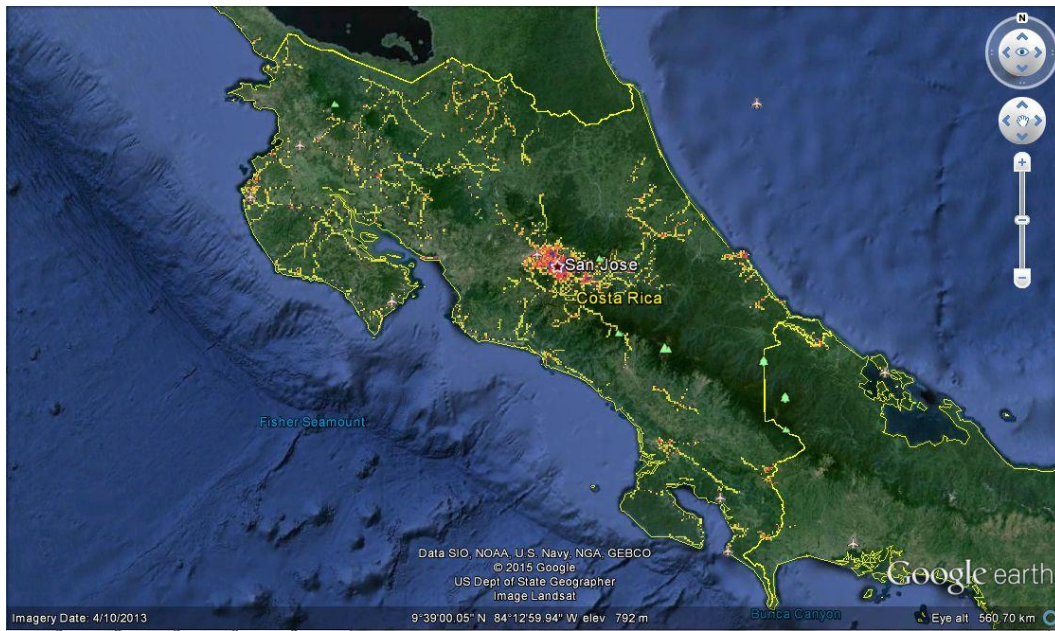 N
San Jose
Costa Rica
Fisher Seamount
Data SIO, NOAA, U.S. Navy, NGA, GEBCO
© 2015 Google
US Dept of State Geographer
Image Landsat
Google earth
Burica Canyon
Imagery Date: 4/10/2013
9°39'00.05" N 84°12'59.94" W elev 792 m
Eye alt 560.70 km